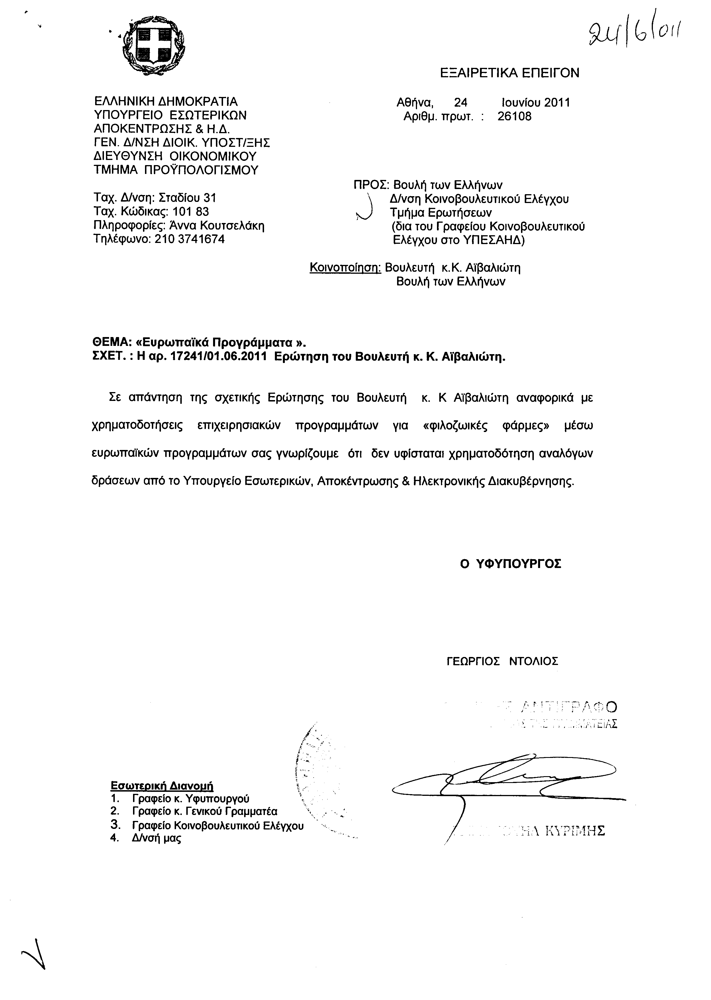 24/6/011
ΕΞΑΙΡΕΤΙΚΑ ΕΠΕΙΓΟΝ
ΕΛΛΗΝΙΚΗ ΔΗΜΟΚΡΑΤΙΑ
ΥΠΟΥΡΓΕΙΟ ΕΣΩΤΕΡΙΚΩΝ
ΑΠΟΚΕΝΤΡΩΣΗΣ & Η.Δ.
ΓΕΝ. Δ/ΝΣΗ ΔΙΟΙΚ. ΥΠΟΣΤ/ΞΗΣ
ΔΙΕΥΘΥΝΣΗ ΟΙΚΟΝΟΜΙΚΟΥ
ΤΜΗΜΑ ΠΡΟΫΠΟΛΟΓΙΣΜΟΥ
Αθήνα, 24 Ιουνίου 2011
Αριθμ. πρωτ. : 26108
Ταχ. Δ/νση: Σταδίου 31
Ταχ. Κώδικας: 101 83
Πληροφορίες: Άννα Κουτσελάκη
Τηλέφωνο: 210 3741674
ΠΡΟΣ: Βουλή των Ελλήνων
Δ/νση Κοινοβουλευτικού Ελέγχου
Τμήμα Ερωτήσεων
(δια του Γραφείου Κοινοβουλευτικού
Ελέγχου στο ΥΠΕΣΑΗΔ)
Κοινοποίηση: Βουλευτή κ.Κ. Αϊβαλιώτη
Βουλή των Ελλήνων
ΘΕΜΑ: «Ευρωπαϊκά Προγράμματα ».
ΣΧΕΤ. : Η αρ. 17241/01.06.2011 Ερώτηση του Βουλευτή κ. Κ. Αϊβαλιώτη.
Σε απάντηση της σχετικής Ερώτησης του Βουλευτή κ. Κ Αϊβαλιώτη αναφορικά με
χρηματοδοτήσεις επιχειρησιακών προγραμμάτων για «φιλοζωικές φάρμες» μέσω
ευρωπαϊκών προγραμμάτων σας γνωρίζουμε ότι δεν υφίσταται χρηματοδότηση αναλόγων
δράσεων από το Υπουργείο Εσωτερικών, Αποκέντρωσης & Ηλεκτρονικής Διακυβέρνησης.
Ο ΥΦΥΠΟΥΡΓΟΣ
ΓΕΩΡΓΙΟΣ ΝΤΟΛΙΟΣ
ΑΝΤΙΓΡΑΦΟ
Εσωτερική Διανομή
1. Γραφείο κ. Υφυπουργού
2. Γραφείο κ. Γενικού Γραμματέα
3. Γραφείο Κοινοβουλευτικού Ελέγχου
4. Δ/νσή μας
ΚΥΡΙΜΗΣ